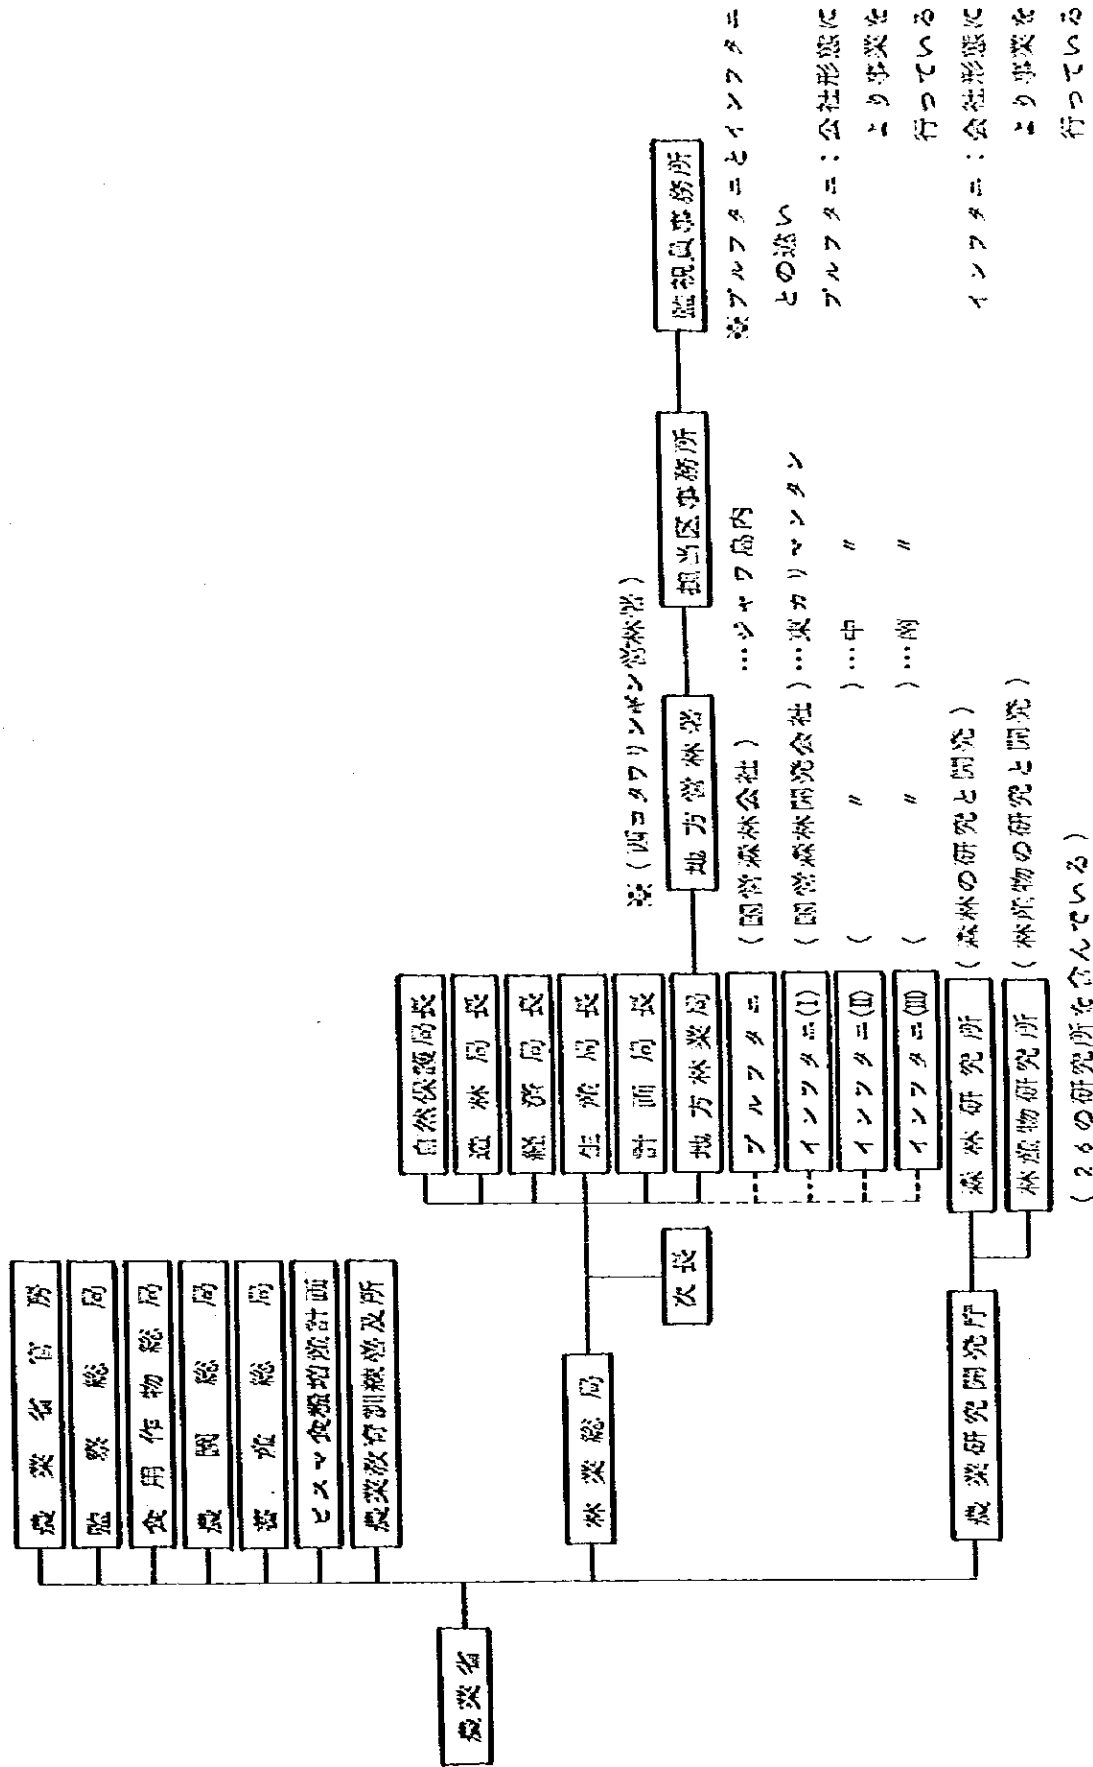 農業省
農業省官房
監察総局
食用作物総局
農園総局
畜産総局
ビスマ食糧増産計画
農業教育訓練普及所
林業総局
次長
自然保護局長
造林局長
経済局長
生産局長
計画局長
地方林業局
地方営林署
※(西コタワリンギン営林署)
担当区事務所
監視員事務所
プルフタニ (国営森林会社) …ジャワ島内
インフタニ(I) (国営森林開発会社)…東カリマンタン
インフタニ(II) ( 〃 )…中 〃
インフタニ(III) ( 〃 )…南 〃
農業研究開発庁
森林研究所 (森林の研究と開発)
林産物研究所 (林産物の研究と開発)
(26の研究所を含んでいる)
※プルフタニとインフタニ
との違い
プルフタニ:公社形態に
より事業を
行っている
インフタニ:会社形態に
より事業を
行っている